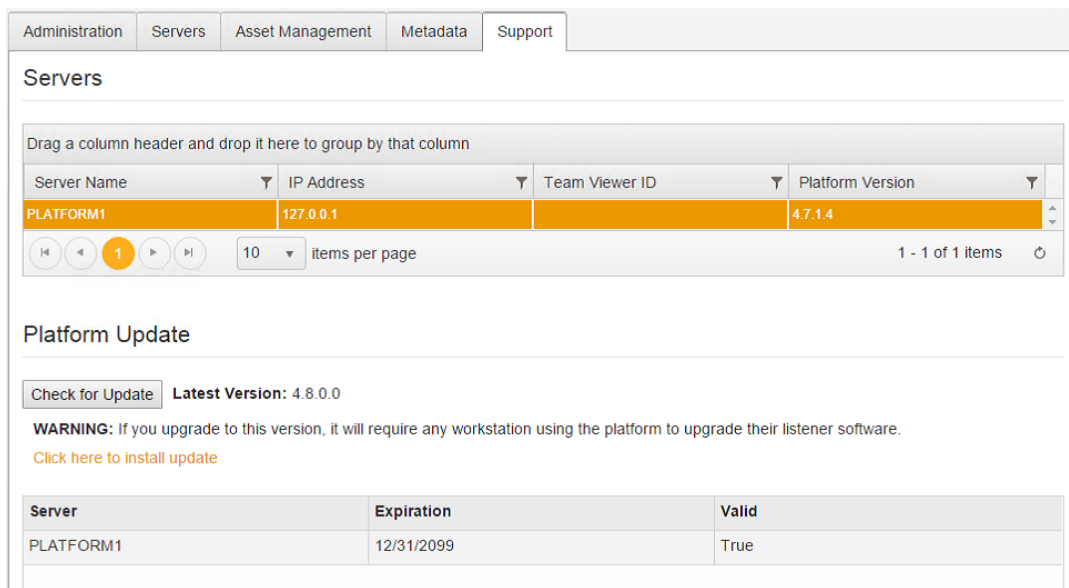 Administration Servers Asset Management Metadata Support
Servers
Drag a column header and drop it here to group by that column
Server Name IP Address Team Viewer ID Platform Version
PLATFORM1 127.0.0.1 4.7.1.4
1 10 items per page 1 - 1 of 1 items
Platform Update
Check for Update Latest Version: 4.8.0.0
WARNING: If you upgrade to this version, it will require any workstation using the platform to upgrade their listener software.
Click here to install update
Server Expiration Valid
PLATFORM1 12/31/2099 True